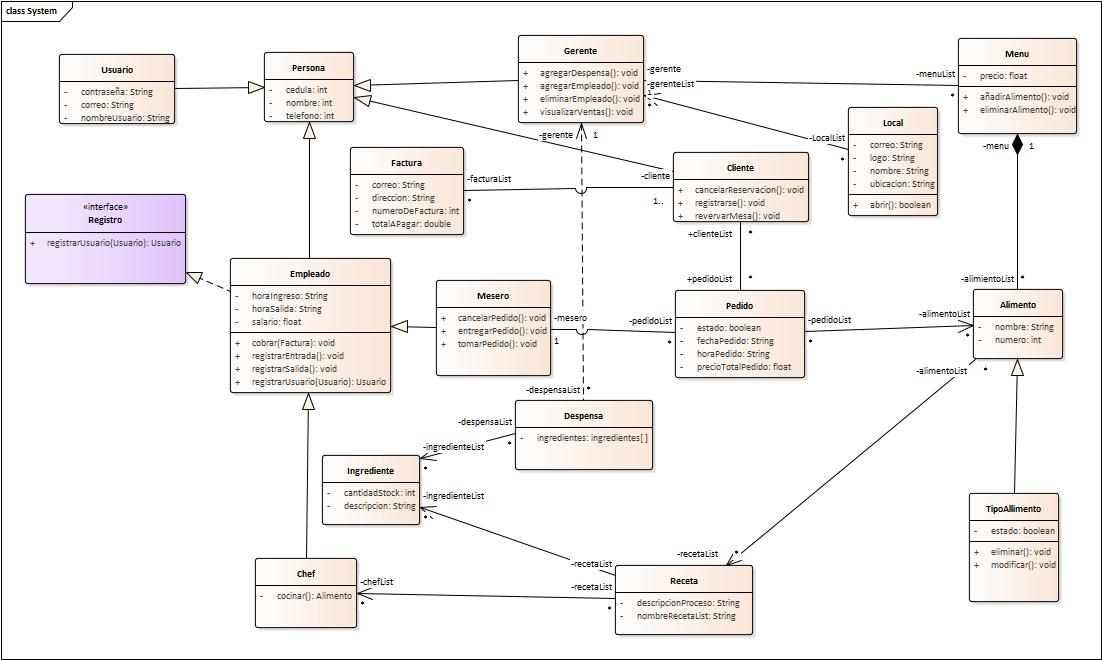 class System
Usuario
- contraseña: String
- correo: String
- nombreUsuario: String
Persona
- cedula: int
- nombre: int
- telefono: int
Gerente
+ agregarDespensa(): void
+ agregarEmpleado(): void
+ eliminarEmpleado(): void
+ visualizarVentas(): void
-gerente
-gerenteList
1
*
-menuList
*
Menu
- precio: float
+ añadirAlimento(): void
+ eliminarAlimento(): void
-menu 1
Local
- correo: String
- logo: String
- nombre: String
- ubicacion: String
+ abrir(): boolean
-LocalList
*
-gerente 1
Factura
- correo: String
- direccion: String
- numeroDeFactura: int
- totalAPagar: double
-facturaList
*
-cliente
1..
Cliente
+ cancelarReservacion(): void
+ registrarse(): void
+ revervarMesa(): void
+clienteList *
+pedidoList *
«interface»
Registro
+ registrarUsuario(Usuario): Usuario
Empleado
- horaIngreso: String
- horaSalida: String
- salario: float
+ cobrar(Factura): void
+ registrarEntrada(): void
+ registrarSalida(): void
+ registrarUsuario(Usuario): Usuario
Mesero
+ cancelarPedido(): void
+ entregarPedido(): void
+ tomarPedido(): void
-mesero
1
-pedidoList
*
Pedido
- estado: boolean
- fechaPedido: String
- horaPedido: String
- precioTotalPedido: float
-pedidoList
*
-alimentoList
*
-alimientoList *
Alimento
- nombre: String
- numero: int
-alimentoList *
-despensaList *
Despensa
- ingredientes: ingredientes[ ]
-despensaList
*
-ingredienteList
*
Ingrediente
- cantidadStock: int
- descripcion: String
-ingredienteList
*
TipoAllimento
- estado: boolean
+ eliminar(): void
+ modificar(): void
Chef
- cocinar(): Alimento
-chefList
*
-recetaList
-recetaList
*
-recetaList *
Receta
- descripcionProceso: String
- nombreRecetaList: String